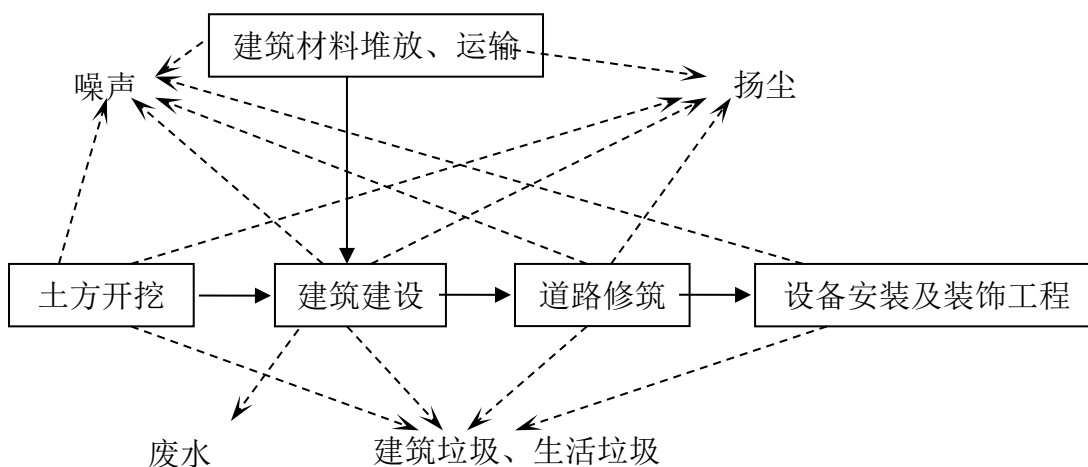 建筑材料堆放、运输
噪声
扬尘
土方开挖
建筑建设
道路修筑
设备安装及装饰工程
废水
建筑垃圾、生活垃圾